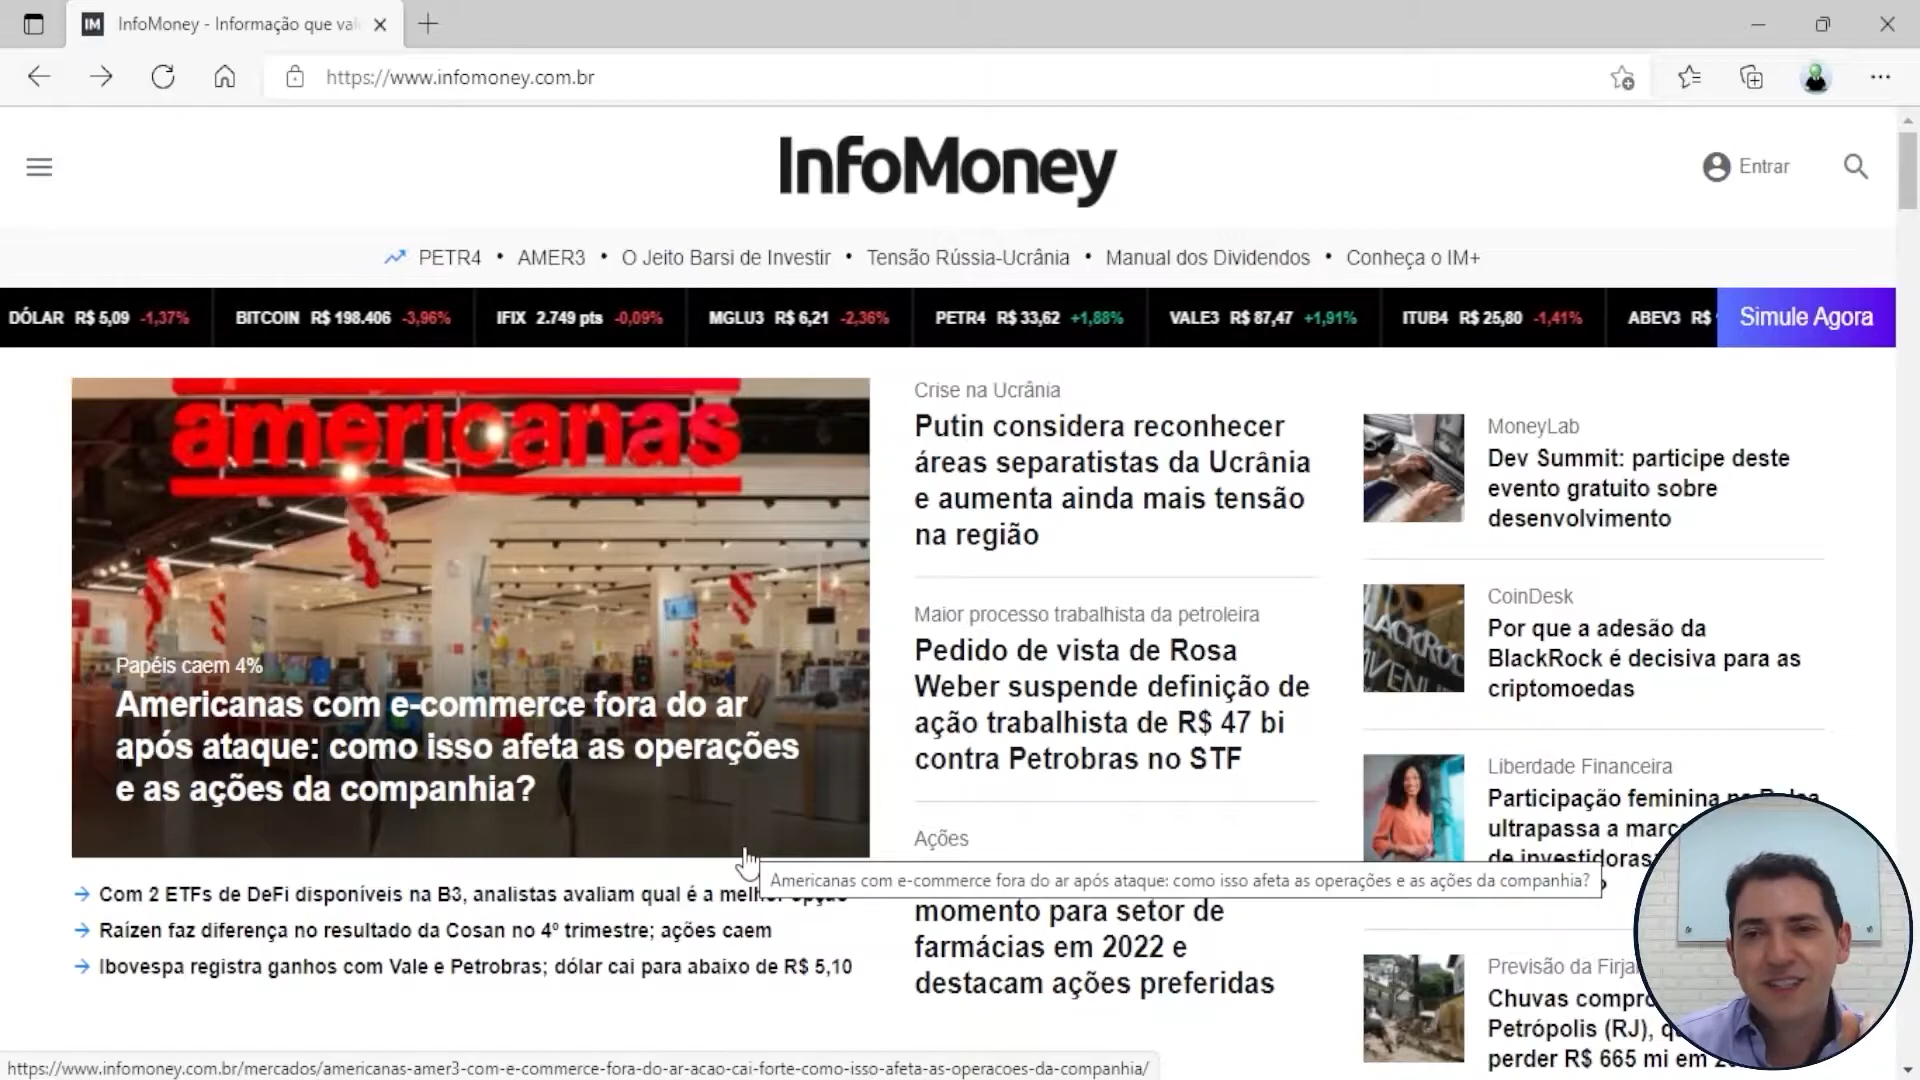 IM InfoMoney - Informação que val
https://www.infomoney.com.br
InfoMoney
Entrar
PETR4 • AMER3 • O Jeito Barsi de Investir • Tensão Rússia-Ucrânia • Manual dos Dividendos • Conheça o IM+
DÓLAR R$ 5,09 -1,37% BITCOIN R$ 198.406 -3,96% IFIX 2.749 pts -0,09% MGLU3 R$ 6,21 -2,36% PETR4 R$ 33,62 +1,88% VALE3 R$ 87,47 +1,91% ITUB4 R$ 25,80 -1,41% ABEV3 R$ Simule Agora
americanas
Papéis caem 4%
Americanas com e-commerce fora do ar
após ataque: como isso afeta as operações
e as ações da companhia?
→ Com 2 ETFs de DeFi disponíveis na B3, analistas avaliam qual é a
→ Raízen faz diferença no resultado da Cosan no 4º trimestre; ações caem
→ Ibovespa registra ganhos com Vale e Petrobras; dólar cai para abaixo de R$ 5,10
Crise na Ucrânia
Putin considera reconhecer
áreas separatistas da Ucrânia
e aumenta ainda mais tensão
na região
Maior processo trabalhista da petroleira
Pedido de vista de Rosa
Weber suspende definição de
ação trabalhista de R$ 47 bi
contra Petrobras no STF
Ações
Americanas com e-commerce fora do ar após ataque: como isso afeta as operações e as ações da companhia?
momento para setor de
farmácias em 2022 e
destacam ações preferidas
MoneyLab
Dev Summit: participe deste
evento gratuito sobre
desenvolvimento
CoinDesk
Por que a adesão da
BlackRock é decisiva para as
criptomoedas
BLACKROC
Liberdade Financeira
Participação feminina na Bolsa
ultrapassa a marc
de investidoras
Previsão da Firja
Chuvas compro
Petrópolis (RJ), q
perder R$ 665 mi em
https://www.infomoney.com.br/mercados/americanas-amer3-com-e-commerce-fora-do-ar-acao-cai-forte-como-isso-afeta-as-operacoes-da-companhia/